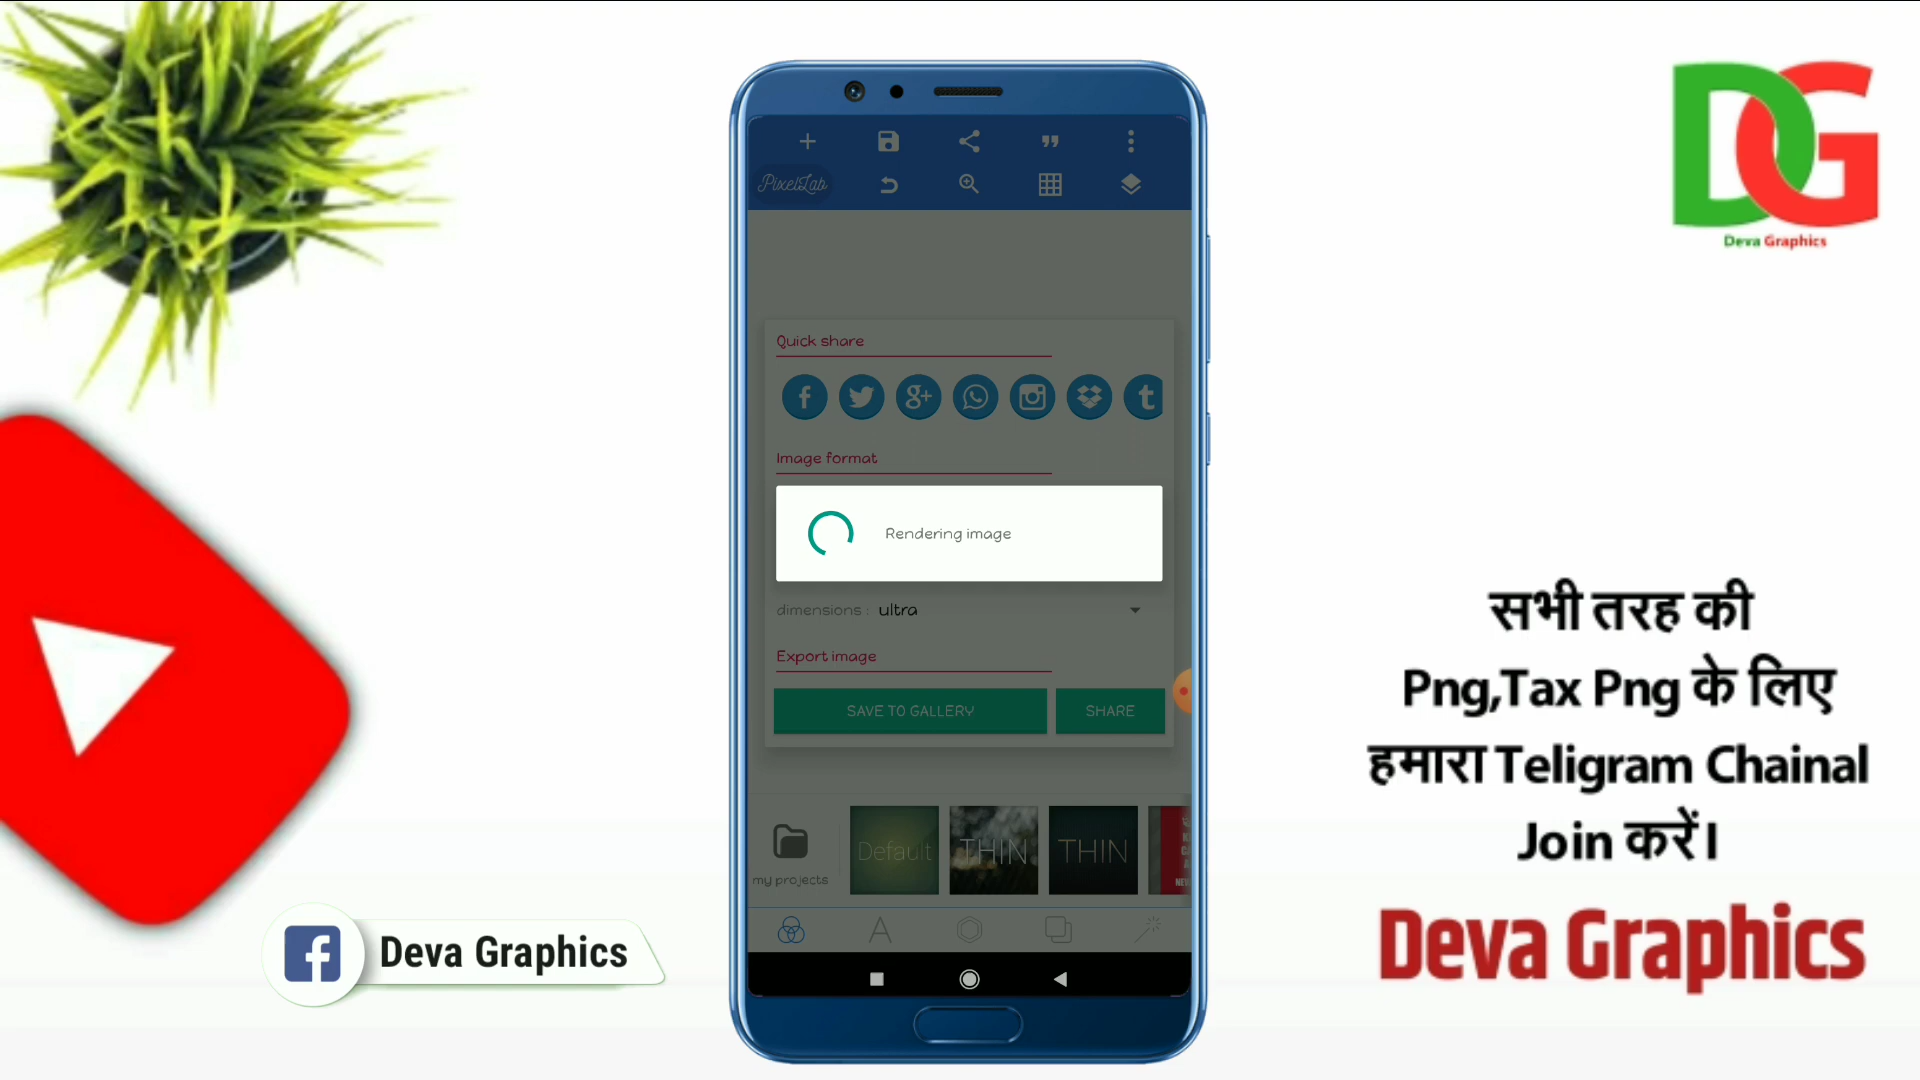 Deva Graphics
PixelLab
Quick share
Image format
Rendering image
dimensions : ultra
Export image
SAVE TO GALLERY
SHARE
my projects
Default
THIN
THIN
सभी तरह की
Png,Tax Png के लिए
हमारा Teligram Chainal
Join करें।
Deva Graphics
Deva Graphics